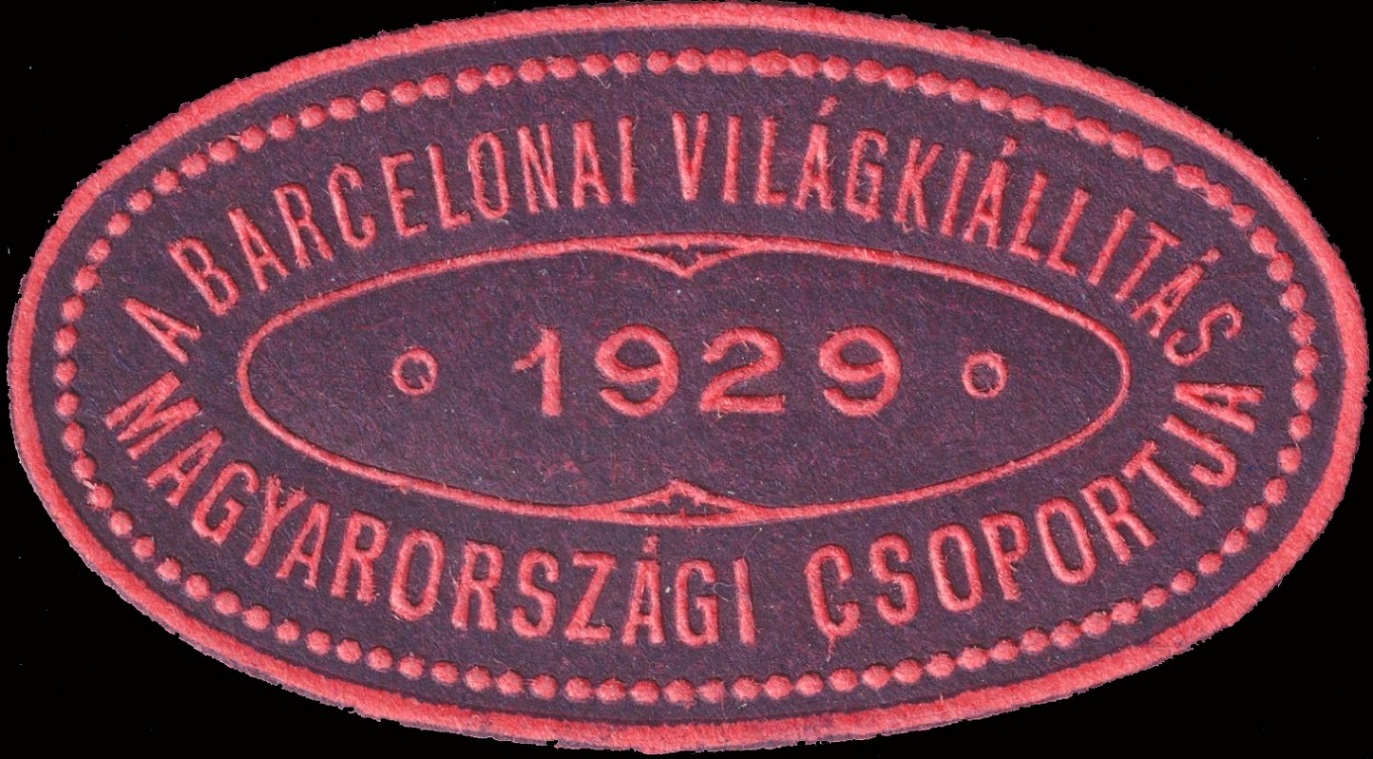 A BARCELONAI VILÁGKIÁLLITÁS
1929
MAGYARORSZÁGI CSOPORTJA